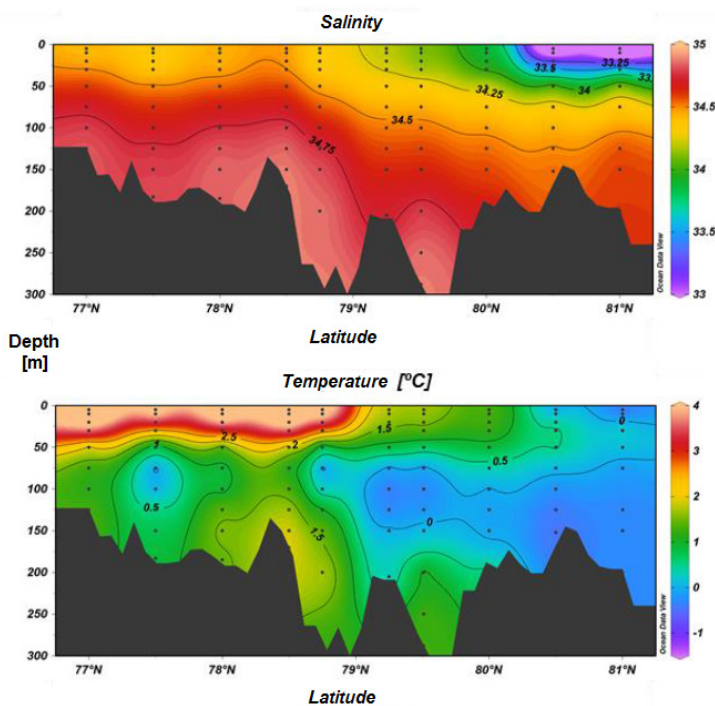 Salinity
0
50
100
150
200
250
300
33.5
33.25
33.
34
34.25
34.5
34.75
35
34.5
34
33.5
33
Ocean Data View
77°N
78°N
79°N
80°N
81°N
Latitude
Depth
[m]
Temperature [ºC]
0
50
100
150
200
250
300
1
2.5
2
1.5
0
0.5
0.5
0
1.5
4
3
2
1
0
-1
Ocean Data View
77°N
78°N
79°N
80°N
81°N
Latitude